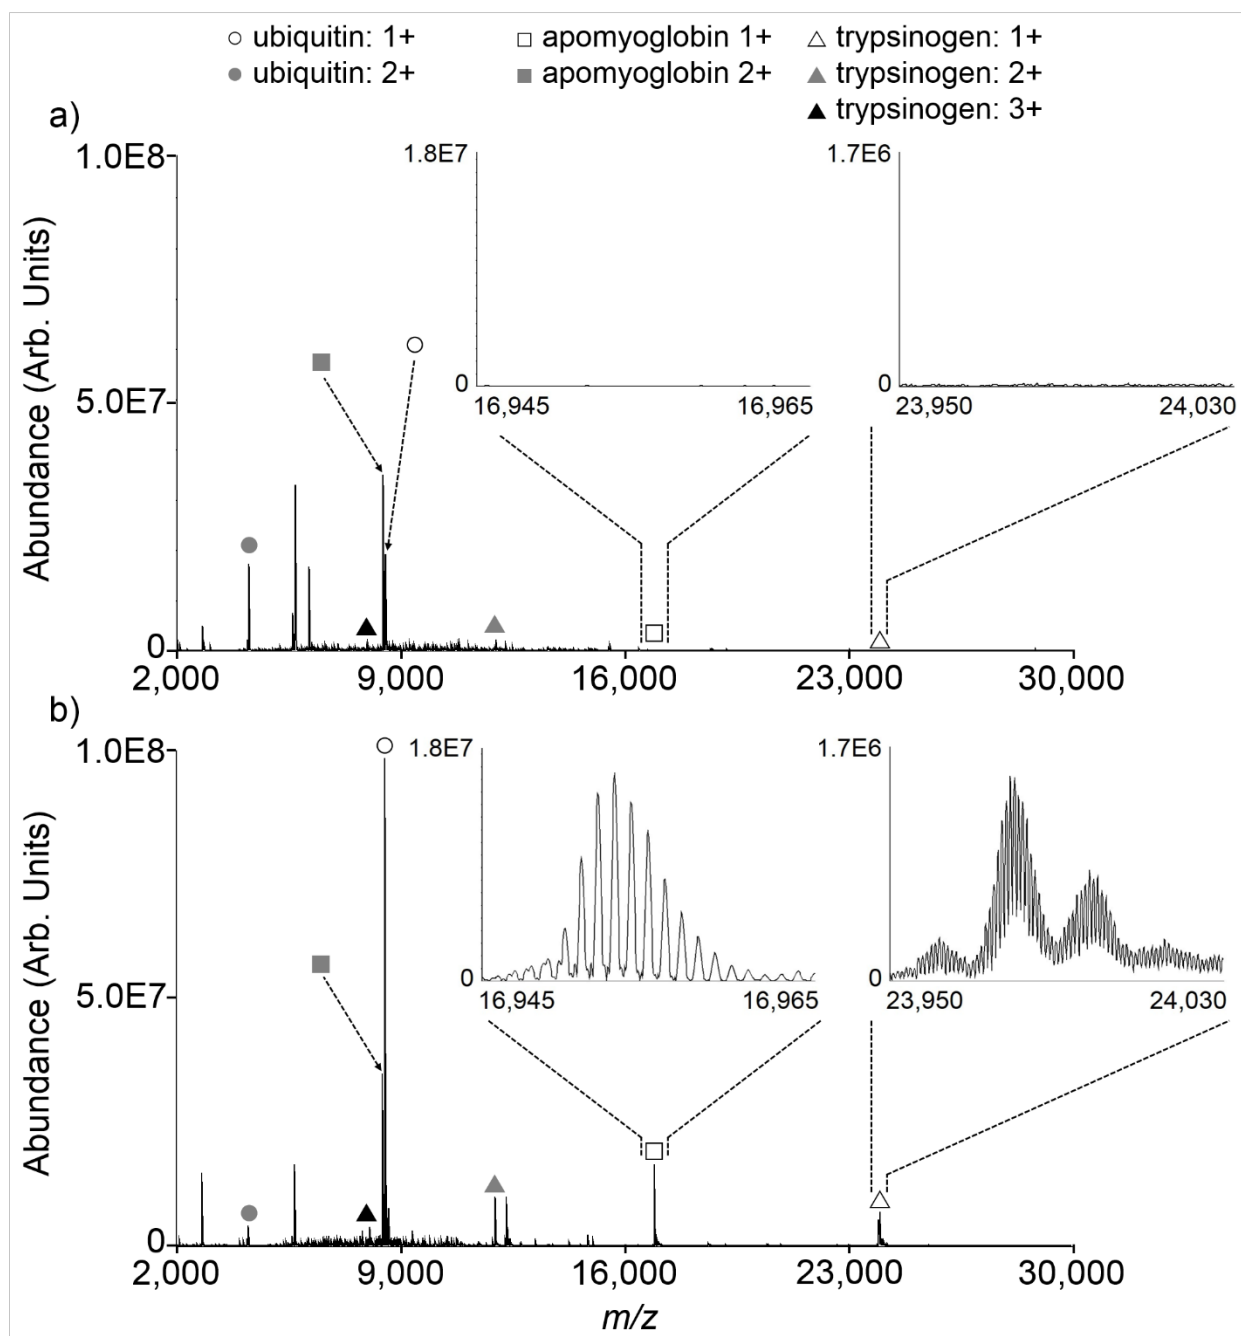 ubiquitin: 1+
apomyoglobin 1+
trypsinogen: 1+
ubiquitin: 2+
apomyoglobin 2+
trypsinogen: 2+
trypsinogen: 3+
a)
Abundance (Arb. Units)
1.0E8
5.0E7
0
1.8E7
0
16,945
16,965
1.7E6
0
23,950
24,030
2,000
9,000
16,000
23,000
30,000
b)
Abundance (Arb. Units)
1.0E8
5.0E7
0
1.8E7
0
16,945
16,965
1.7E6
0
23,950
24,030
2,000
9,000
16,000
23,000
30,000
m/z